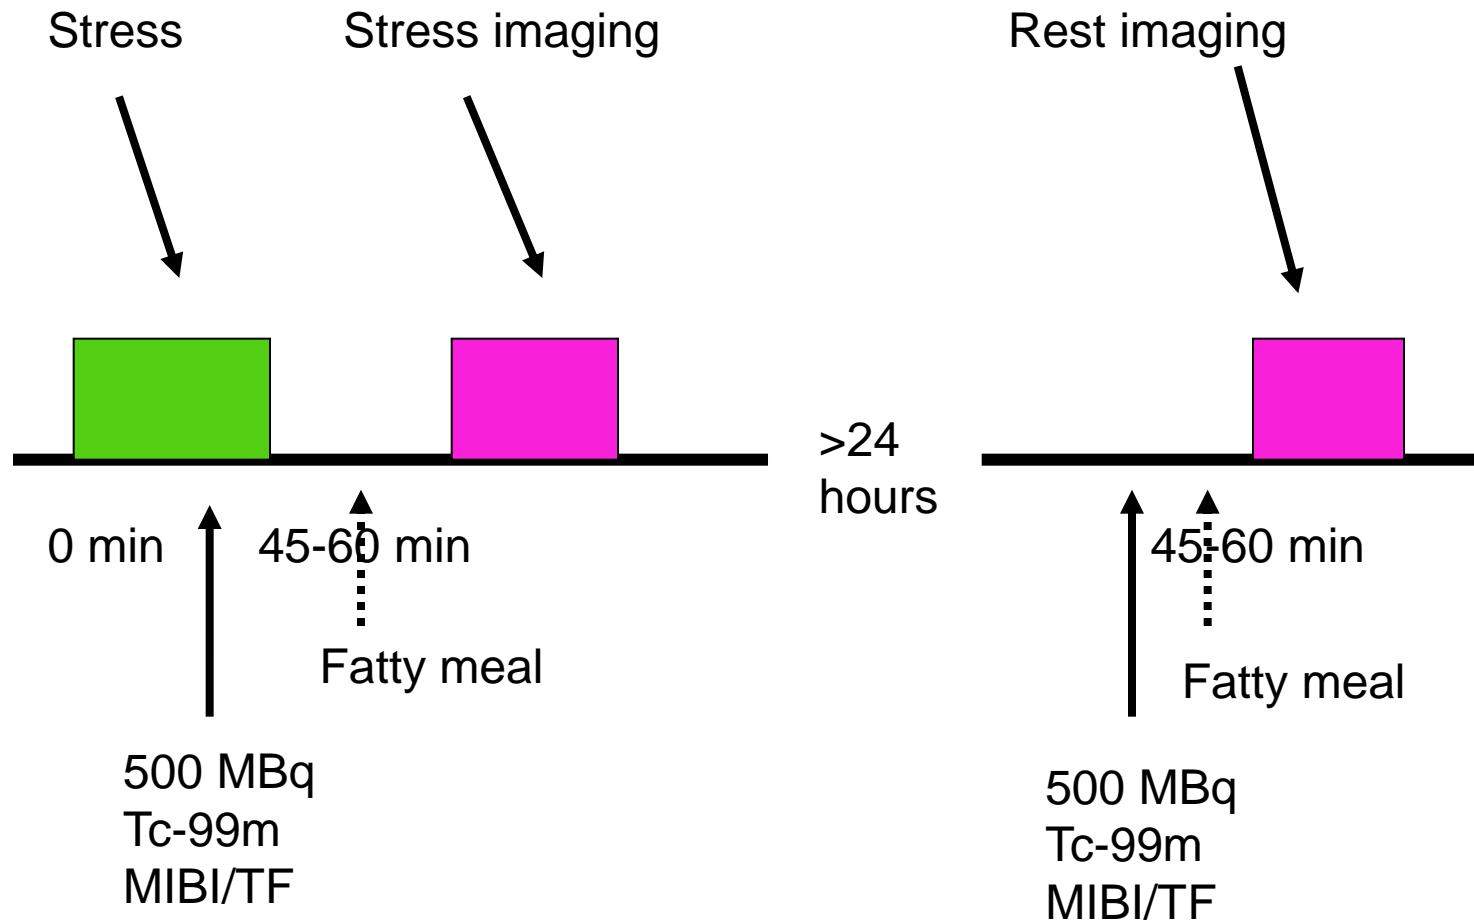 Stress
Stress imaging
Rest imaging
>24
hours
0 min
45-60 min
45-60 min
Fatty meal
Fatty meal
500 MBq
Tc-99m
MIBI/TF
500 MBq
Tc-99m
MIBI/TF